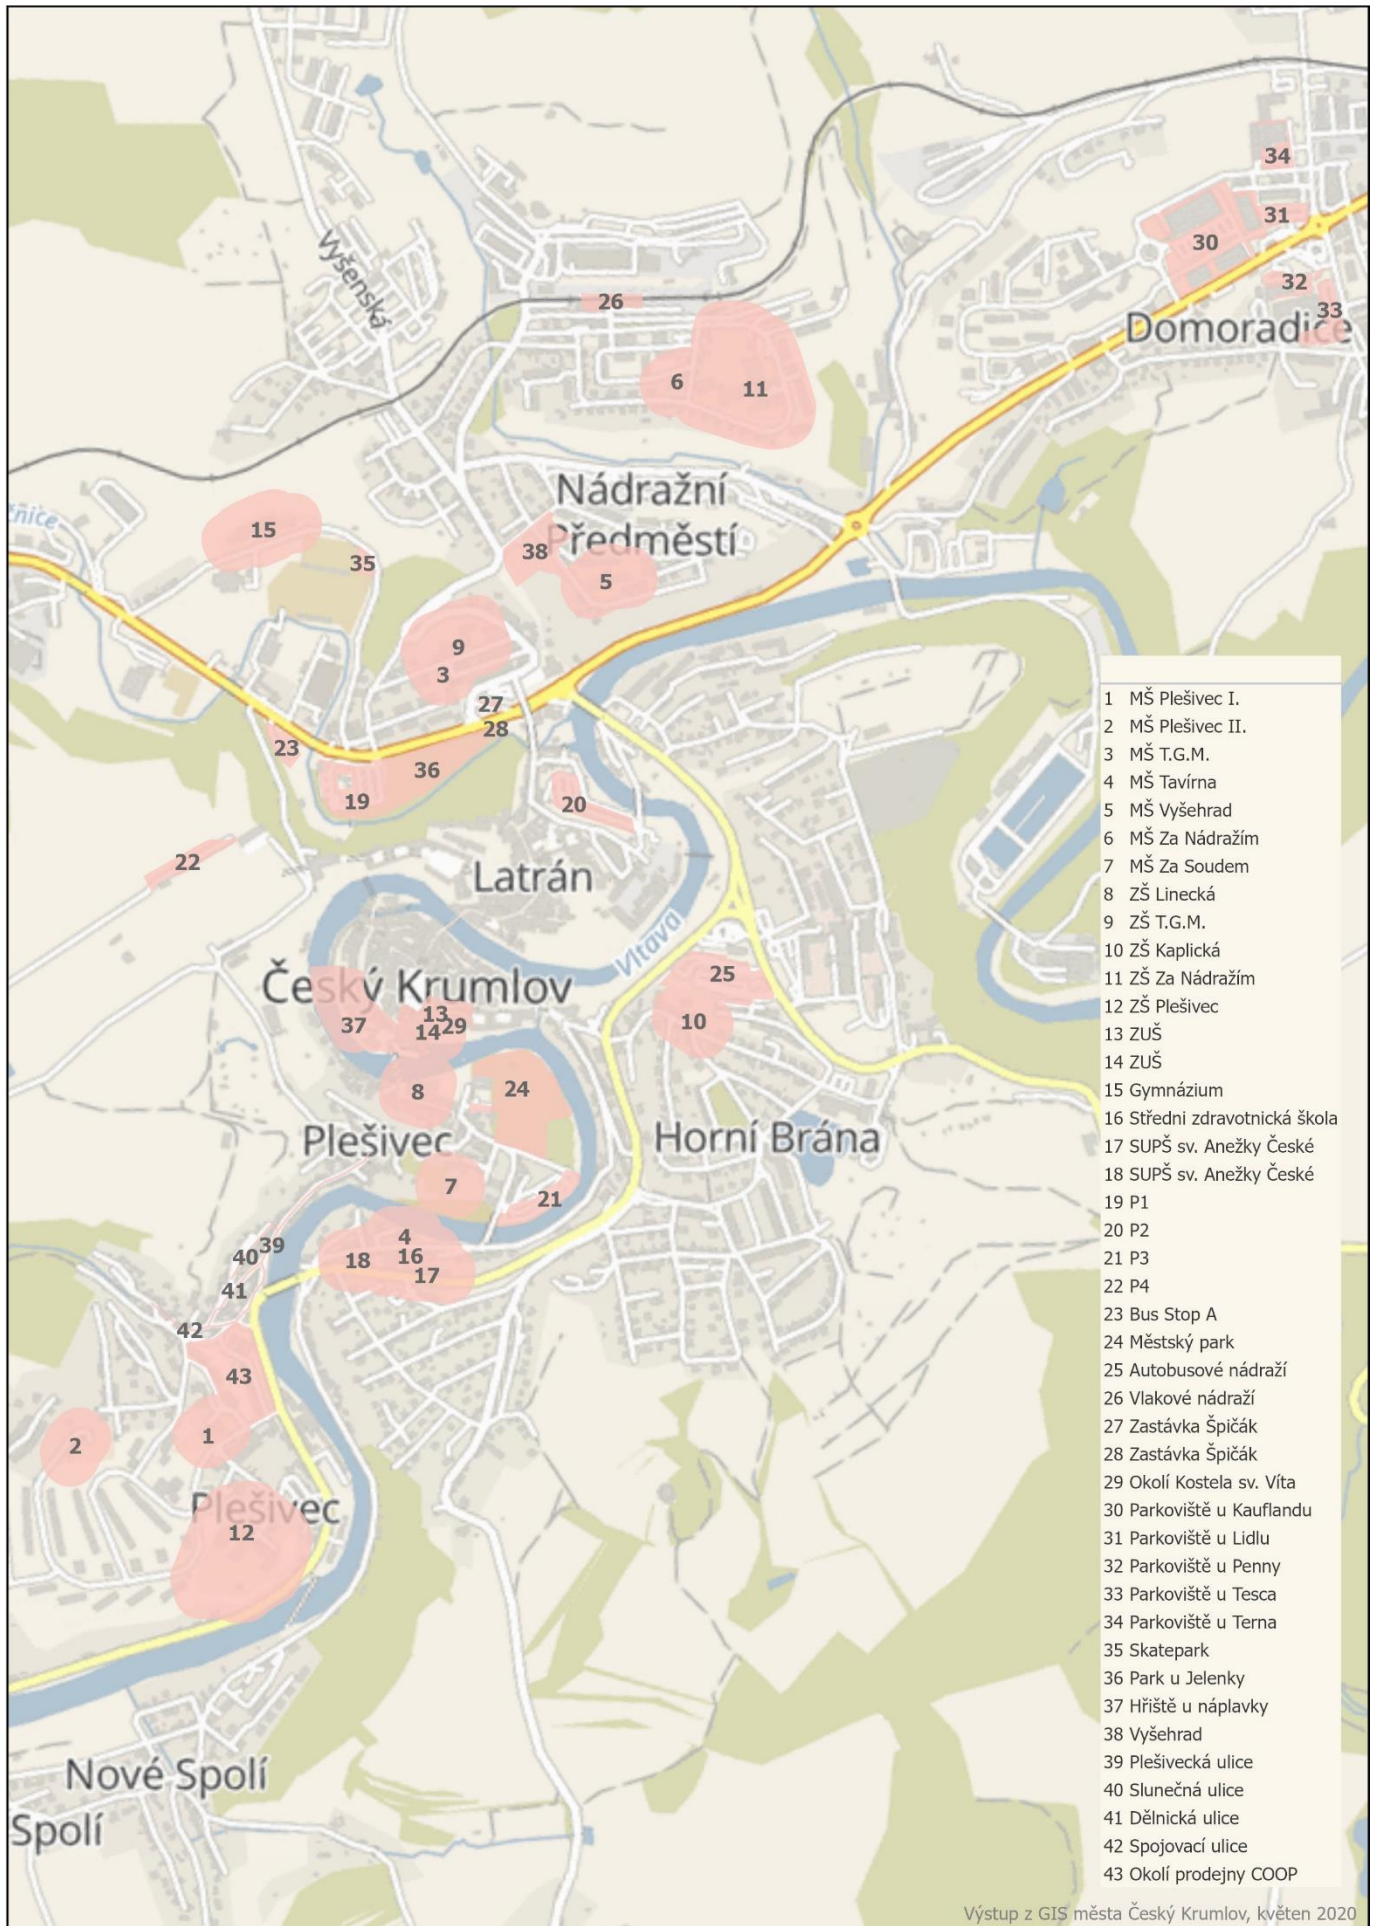 34
31
30
Vyšenská
32
26
33
Domoradice
6
11
Nádražní
Předměstí
15
38
35
5
9
3
27
28
23
36
19
20
22
Latrán
Vltava
25
Český Krumlov
13
37
14
29
10
8
24
Plešivec
Horní Brána
7
21
4
39
40
16
18
17
41
42
43
1
2
Plešivec
12
Nové Spolí
Spolí
1 MŠ Plešivec I.
2 MŠ Plešivec II.
3 MŠ T.G.M.
4 MŠ Tavírna
5 MŠ Vyšehrad
6 MŠ Za Nádražím
7 MŠ Za Soudem
8 ZŠ Linecká
9 ZŠ T.G.M.
10 ZŠ Kaplická
11 ZŠ Za Nádražím
12 ZŠ Plešivec
13 ZUŠ
14 ZUŠ
15 Gymnázium
16 Středni zdravotnická škola
17 SUPŠ sv. Anežky České
18 SUPŠ sv. Anežky České
19 P1
20 P2
21 P3
22 P4
23 Bus Stop A
24 Městský park
25 Autobusové nádraží
26 Vlakové nádraží
27 Zastávka Špičák
28 Zastávka Špičák
29 Okolí Kostela sv. Víta
30 Parkoviště u Kauflandu
31 Parkoviště u Lidlu
32 Parkoviště u Penny
33 Parkoviště u Tesca
34 Parkoviště u Terna
35 Skatepark
36 Park u Jelenky
37 Hřiště u náplavky
38 Vyšehrad
39 Plešivecká ulice
40 Slunečná ulice
41 Dělnická ulice
42 Spojovací ulice
43 Okolí prodejny COOP
Výstup z GIS města Český Krumlov, květen 2020